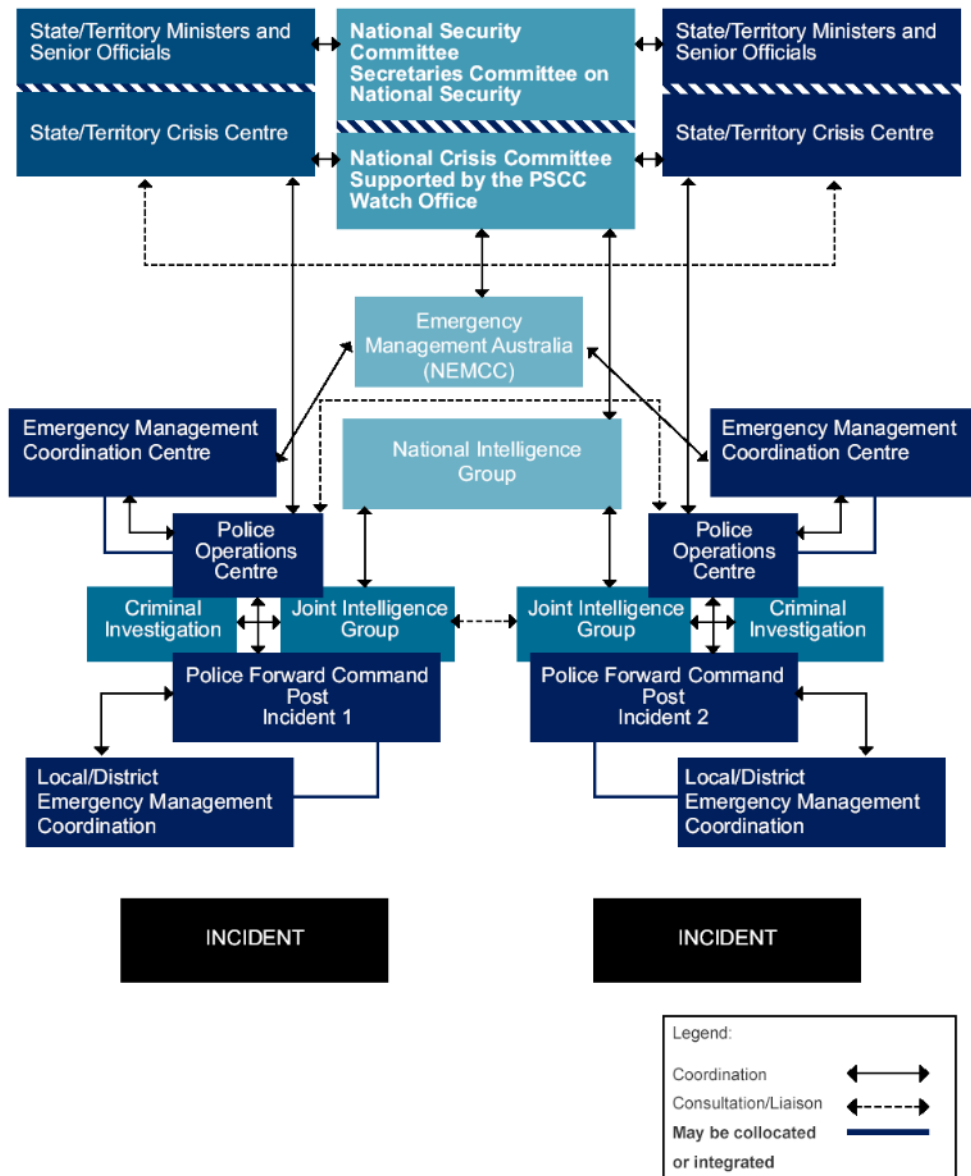 State/Territory Ministers and
Senior Officials
State/Territory Crisis Centre
National Security
Committee
Secretaries Committee on
National Security
National Crisis Committee
Supported by the PSCC
Watch Office
State/Territory Ministers and
Senior Officials
State/Territory Crisis Centre
Emergency
Management Australia
(NEMCC)
Emergency Management
Coordination Centre
National Intelligence
Group
Emergency Management
Coordination Centre
Police
Operations
Centre
Police
Operations
Centre
Criminal
Investigation
Joint Intelligence
Group
Joint Intelligence
Group
Criminal
Investigation
Police Forward Command
Post
Incident 1
Police Forward Command
Post
Incident 2
Local/District
Emergency Management
Coordination
Local/District
Emergency Management
Coordination
INCIDENT
INCIDENT
Legend:
Coordination
Consultation/Liaison
May be collocated
or integrated